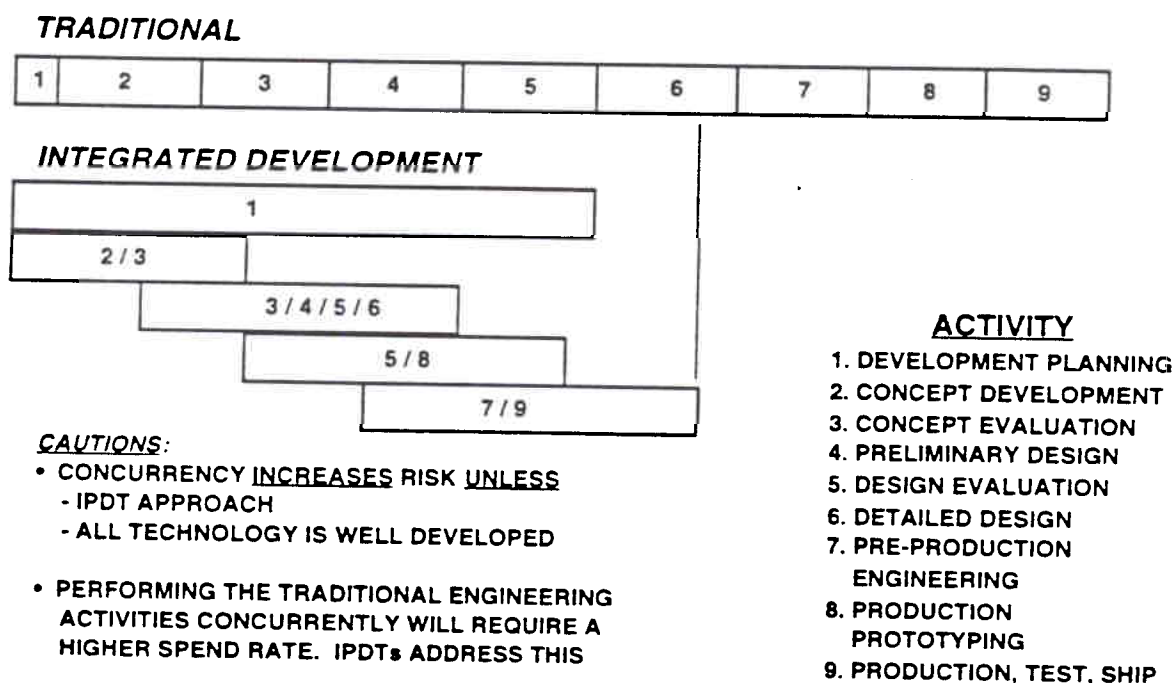 TRADITIONAL
1 2 3 4 5 6 7 8 9
INTEGRATED DEVELOPMENT
1
2 / 3
3 / 4 / 5 / 6
5 / 8
7 / 9
CAUTIONS:
• CONCURRENCY INCREASES RISK UNLESS
- IPDT APPROACH
- ALL TECHNOLOGY IS WELL DEVELOPED
• PERFORMING THE TRADITIONAL ENGINEERING
ACTIVITIES CONCURRENTLY WILL REQUIRE A
HIGHER SPEND RATE. IPDTs ADDRESS THIS
ACTIVITY
1. DEVELOPMENT PLANNING
2. CONCEPT DEVELOPMENT
3. CONCEPT EVALUATION
4. PRELIMINARY DESIGN
5. DESIGN EVALUATION
6. DETAILED DESIGN
7. PRE-PRODUCTION
ENGINEERING
8. PRODUCTION
PROTOTYPING
9. PRODUCTION, TEST, SHIP